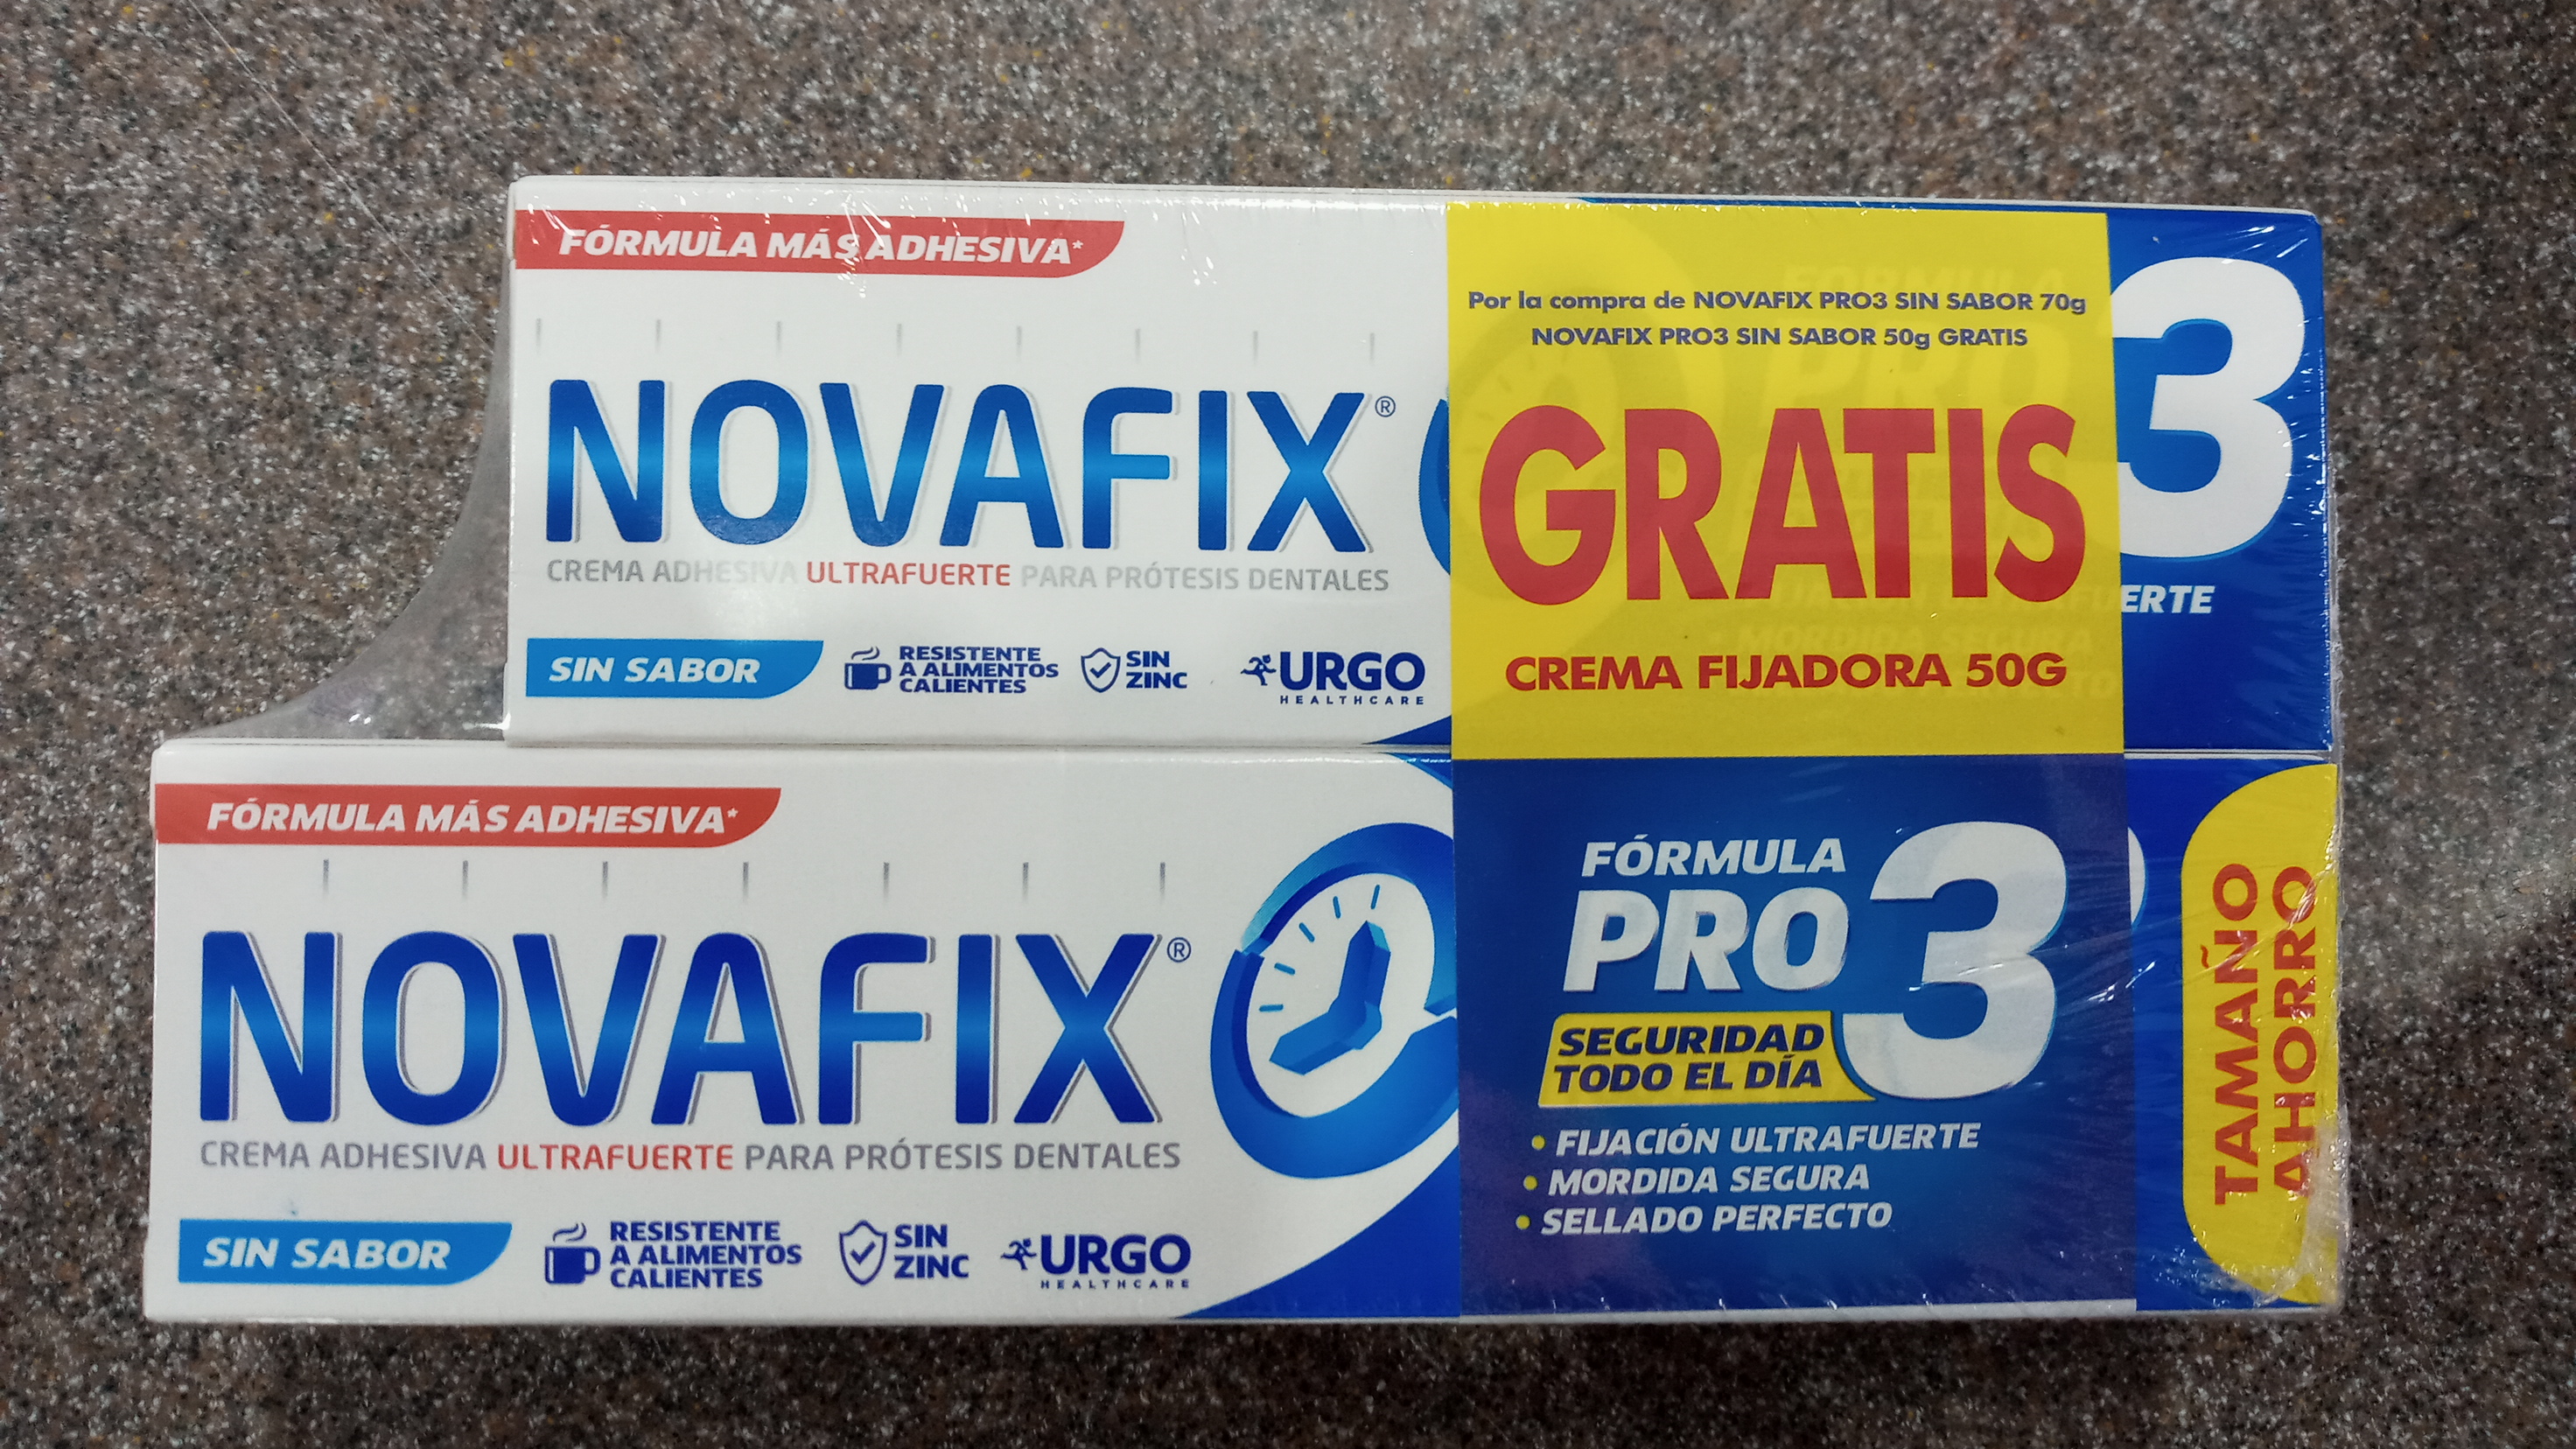 FÓRMULA MÁS ADHESIVA*
NOVAFIX®
CREMA ADHESIVA ULTRAFUERTE PARA PRÓTESIS DENTALES
SIN SABOR
RESISTENTE
A ALIMENTOS
CALIENTES
SIN
ZINC
URGO
HEALTHCARE
Por la compra de NOVAFIX PRO3 SIN SABOR 70g
NOVAFIX PRO3 SIN SABOR 50g GRATIS
GRATIS
CREMA FIJADORA 50G
3
ERTE
FÓRMULA MÁS ADHESIVA*
NOVAFIX®
CREMA ADHESIVA ULTRAFUERTE PARA PRÓTESIS DENTALES
SIN SABOR
RESISTENTE
A ALIMENTOS
CALIENTES
SIN
ZINC
URGO
HEALTHCARE
FÓRMULA
PRO3
SEGURIDAD
TODO EL DÍA
• FIJACIÓN ULTRAFUERTE
• MORDIDA SEGURA
• SELLADO PERFECTO
TAMAÑO
AHORRO